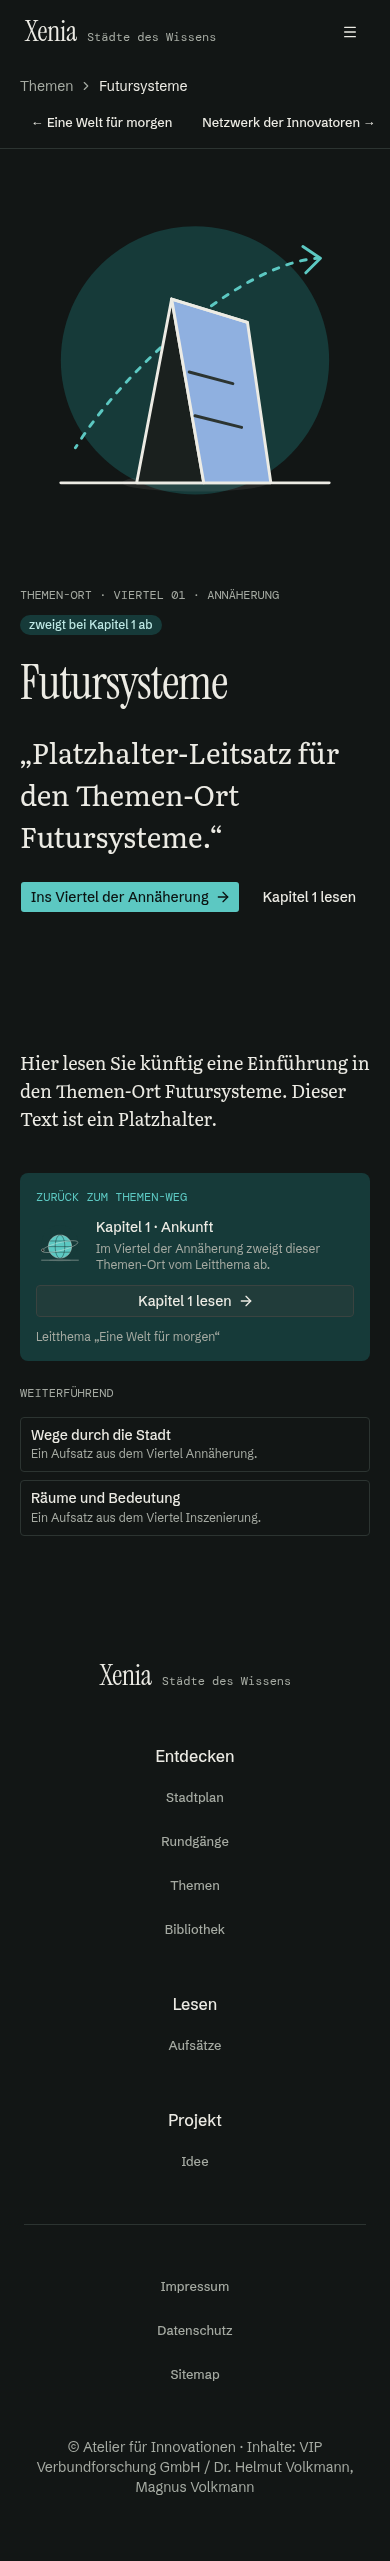 Xenia Städte des Wissens
Themen > Futursysteme
← Eine Welt für morgen Netzwerk der Innovatoren →
THEMEN-ORT · VIERTEL 01 · ANNÄHERUNG
zweigt bei Kapitel 1 ab
Futursysteme
„Platzhalter-Leitsatz für
den Themen-Ort
Futursysteme.“
Ins Viertel der Annäherung → Kapitel 1 lesen
Hier lesen Sie künftig eine Einführung in
den Themen-Ort Futursysteme. Dieser
Text ist ein Platzhalter.
ZURÜCK ZUM THEMEN-WEG
Kapitel 1 · Ankunft
Im Viertel der Annäherung zweigt dieser
Themen-Ort vom Leitthema ab.
Kapitel 1 lesen →
Leitthema „Eine Welt für morgen“
WEITERFÜHREND
Wege durch die Stadt
Ein Aufsatz aus dem Viertel Annäherung.
Räume und Bedeutung
Ein Aufsatz aus dem Viertel Inszenierung.
Xenia Städte des Wissens
Entdecken
Stadtplan
Rundgänge
Themen
Bibliothek
Lesen
Aufsätze
Projekt
Idee
Impressum
Datenschutz
Sitemap
© Atelier für Innovationen · Inhalte: VIP
Verbundforschung GmbH / Dr. Helmut Volkmann,
Magnus Volkmann